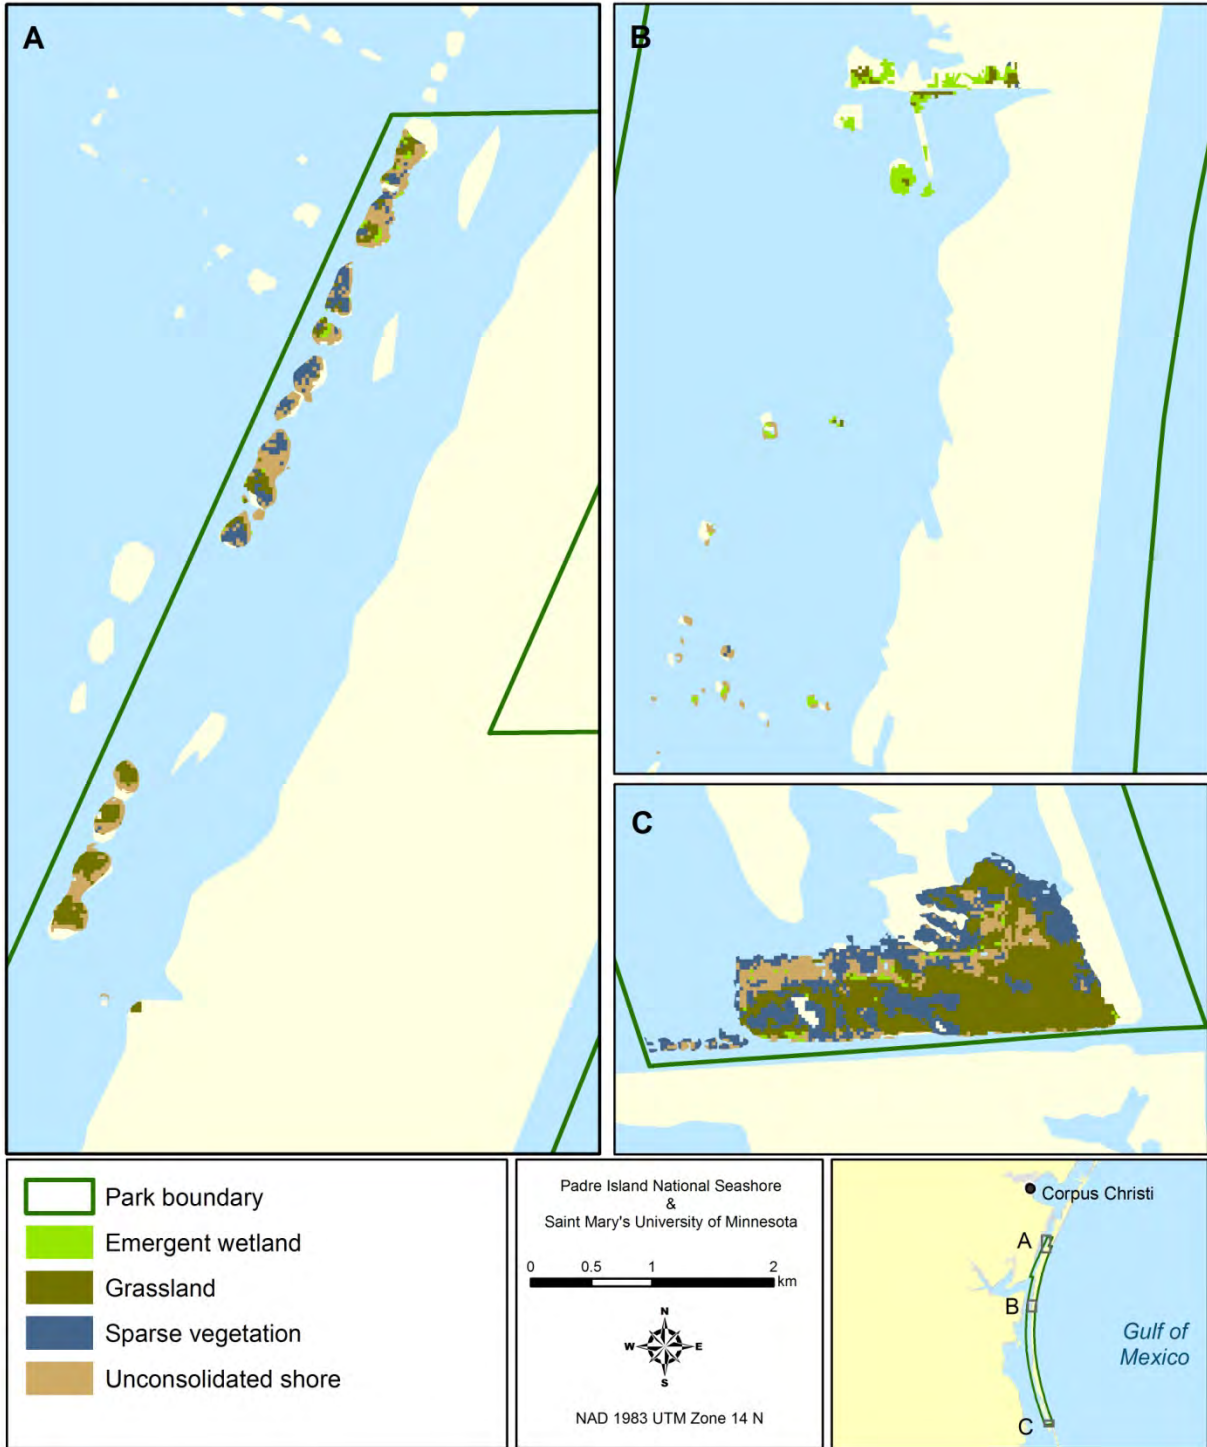 A
B
C
Park boundary
Emergent wetland
Grassland
Sparse vegetation
Unconsolidated shore
Padre Island National Seashore
&
Saint Mary's University of Minnesota
0 0.5 1 2
km
N
W E
S
NAD 1983 UTM Zone 14 N
Corpus Christi
A
B
Gulf of
Mexico
C